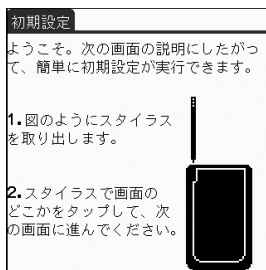 初期設定
ようこそ。次の画面の説明にしたがっ
て、簡単に初期設定が実行できます。
1.図のようにスタイラス
を取り出します。
2.スタイラスで画面の
どこかをタップして、次
の画面に進んでください。